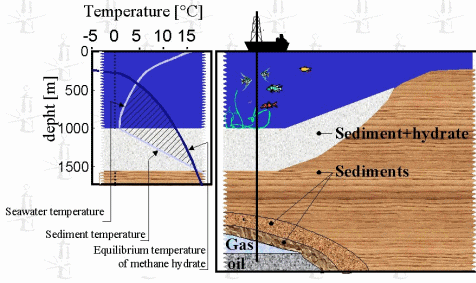 Temperature [°C]
-5 0 5 10 15
depht [m]
0
500
1000
1500
Seawater temperature
Sediment temperature
Equilibrium temperature
of methane hydrate
Sediment+hydrate
Sediments
Gas
oil